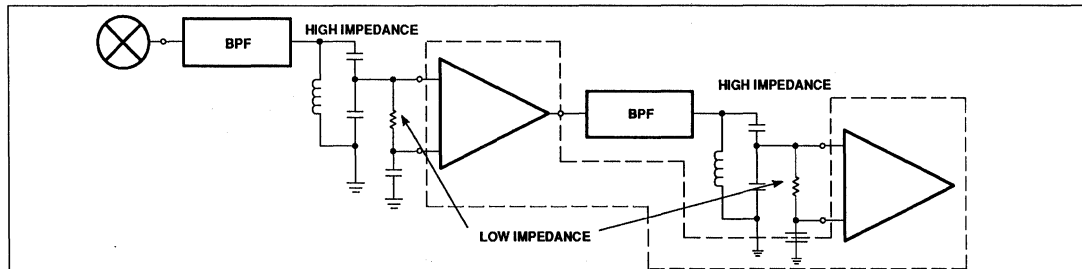 HIGH IMPEDANCE
BPF
HIGH IMPEDANCE
BPF
LOW IMPEDANCE